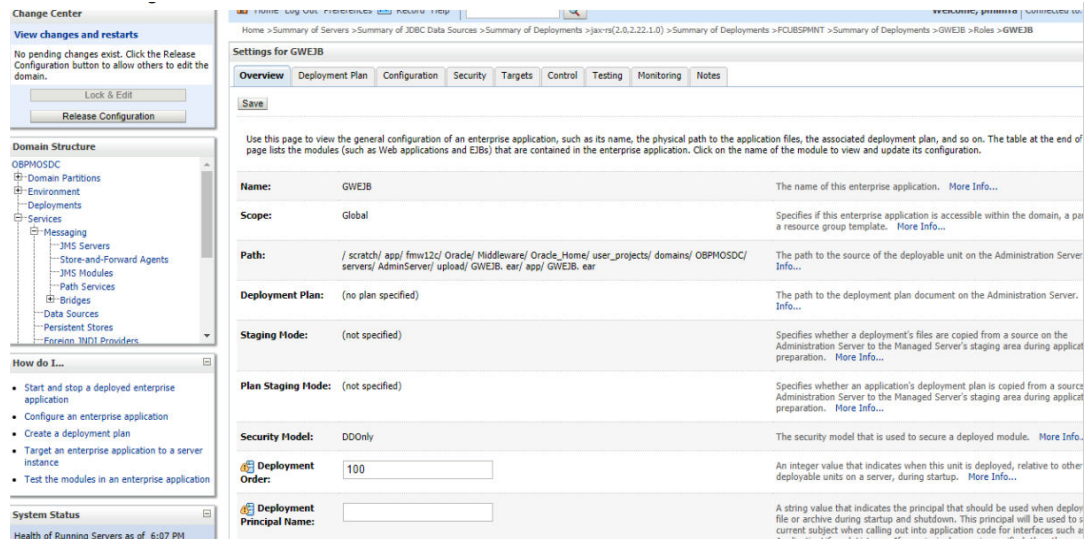 Change Center
View changes and restarts
No pending changes exist. Click the Release
Configuration button to allow others to edit the
domain.
Lock & Edit
Release Configuration
Domain Structure
OBPMOSDC
Domain Partitions
Environment
Deployments
Services
Messaging
JMS Servers
Store-and-Forward Agents
JMS Modules
Path Services
Bridges
Data Sources
Persistent Stores
Foreign JNDI Providers
How do I...
Start and stop a deployed enterprise
application
Configure an enterprise application
Create a deployment plan
Target an enterprise application to a server
instance
Test the modules in an enterprise application
System Status
Health of Running Servers as of 6:07 PM
Home Log Out Preferences Record Help
Welcome, Connected to:
Home >Summary of Servers >Summary of JDBC Data Sources >Summary of Deployments >jax-rs(2.0,2.22.1.0) >Summary of Deployments >FCUBSPMNT >Summary of Deployments >GWEJB >Roles >GWEJB
Settings for GWEJB
Overview Deployment Plan Configuration Security Targets Control Testing Monitoring Notes
Save
Use this page to view the general configuration of an enterprise application, such as its name, the physical path to the application files, the associated deployment plan, and so on. The table at the end of
page lists the modules (such as Web applications and EJBs) that are contained in the enterprise application. Click on the name of the module to view and update its configuration.
Name: GWEJB The name of this enterprise application. More Info...
Scope: Global Specifies if this enterprise application is accessible within the domain, a par
a resource group template. More Info...
Path: / scratch/ app/ fmw12c/ Oracle/ Middleware/ Oracle_Home/ user_projects/ domains/ OBPMOSDC/ The path to the source of the deployable unit on the Administration Server
servers/ AdminServer/ upload/ GWEJB. ear/ app/ GWEJB. ear Info...
Deployment Plan: (no plan specified) The path to the deployment plan document on the Administration Server.
Info...
Staging Mode: (not specified) Specifies whether a deployment's files are copied from a source on the
Administration Server to the Managed Server's staging area during applicat
preparation. More Info...
Plan Staging Mode: (not specified) Specifies whether an application's deployment plan is copied from a source
Administration Server to the Managed Server's staging area during applicat
preparation. More Info...
Security Model: DDOnly The security model that is used to secure a deployed module. More Info..
Deployment
Order: 100 An integer value that indicates when this unit is deployed, relative to other
deployable units on a server, during startup. More Info...
Deployment
Principal Name: A string value that indicates the principal that should be used when deploy
file or archive during startup and shutdown. This principal will be used to s
current subject when calling out into application code for interfaces such a